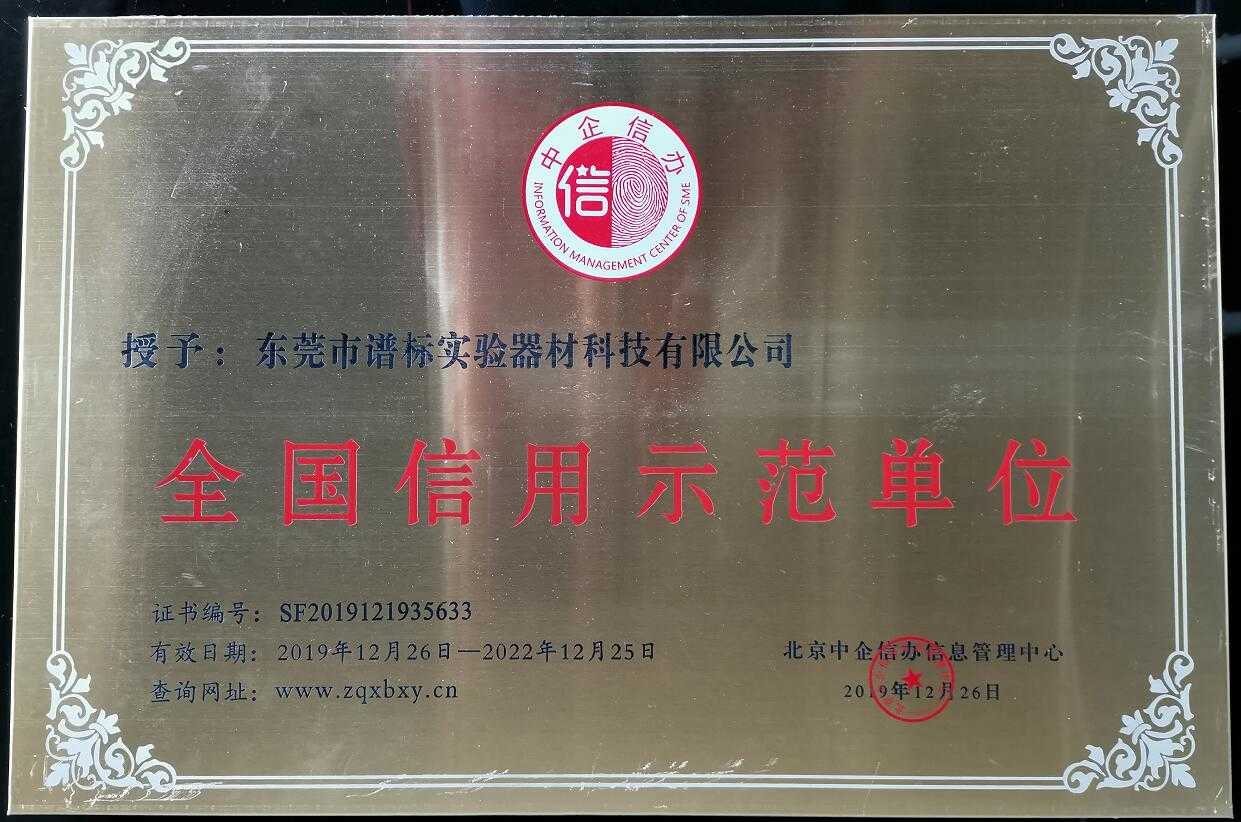 中企信办
信
INFORMATION MANAGEMENT CENTER OF SME
授予：东莞市谱标实验器材科技有限公司
全国信用示范单位
证书编号：SF2019121935633
有效日期：2019年12月26日—2022年12月25日
查询网址：www.zqxbxy.cn
北京中企信办信息管理中心
2019年12月26日